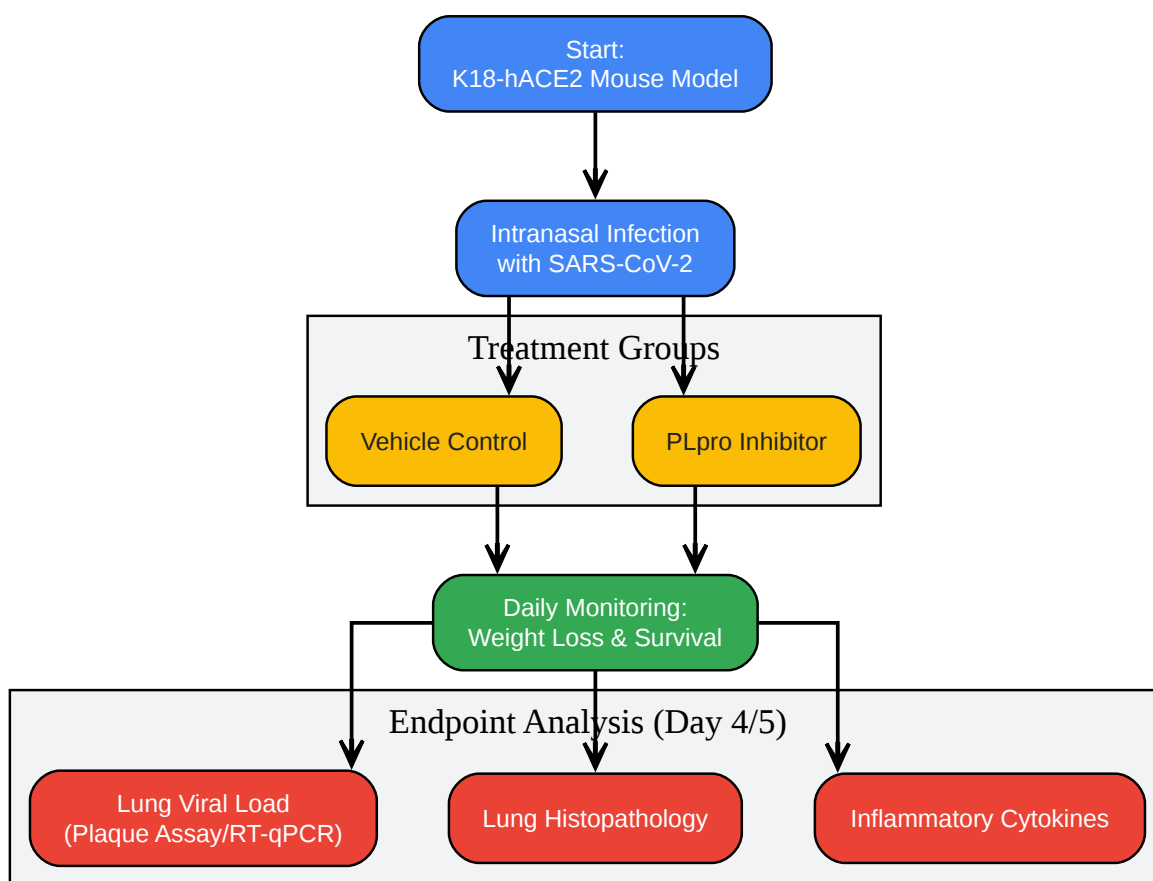 Start:
K18-hACE2 Mouse Model
Intranasal Infection
with SARS-CoV-2
Treatment Groups
Vehicle Control
PLpro Inhibitor
Daily Monitoring:
Weight Loss & Survival
Endpoint Analysis (Day 4/5)
Lung Viral Load
(Plaque Assay/RT-qPCR)
Lung Histopathology
Inflammatory Cytokines